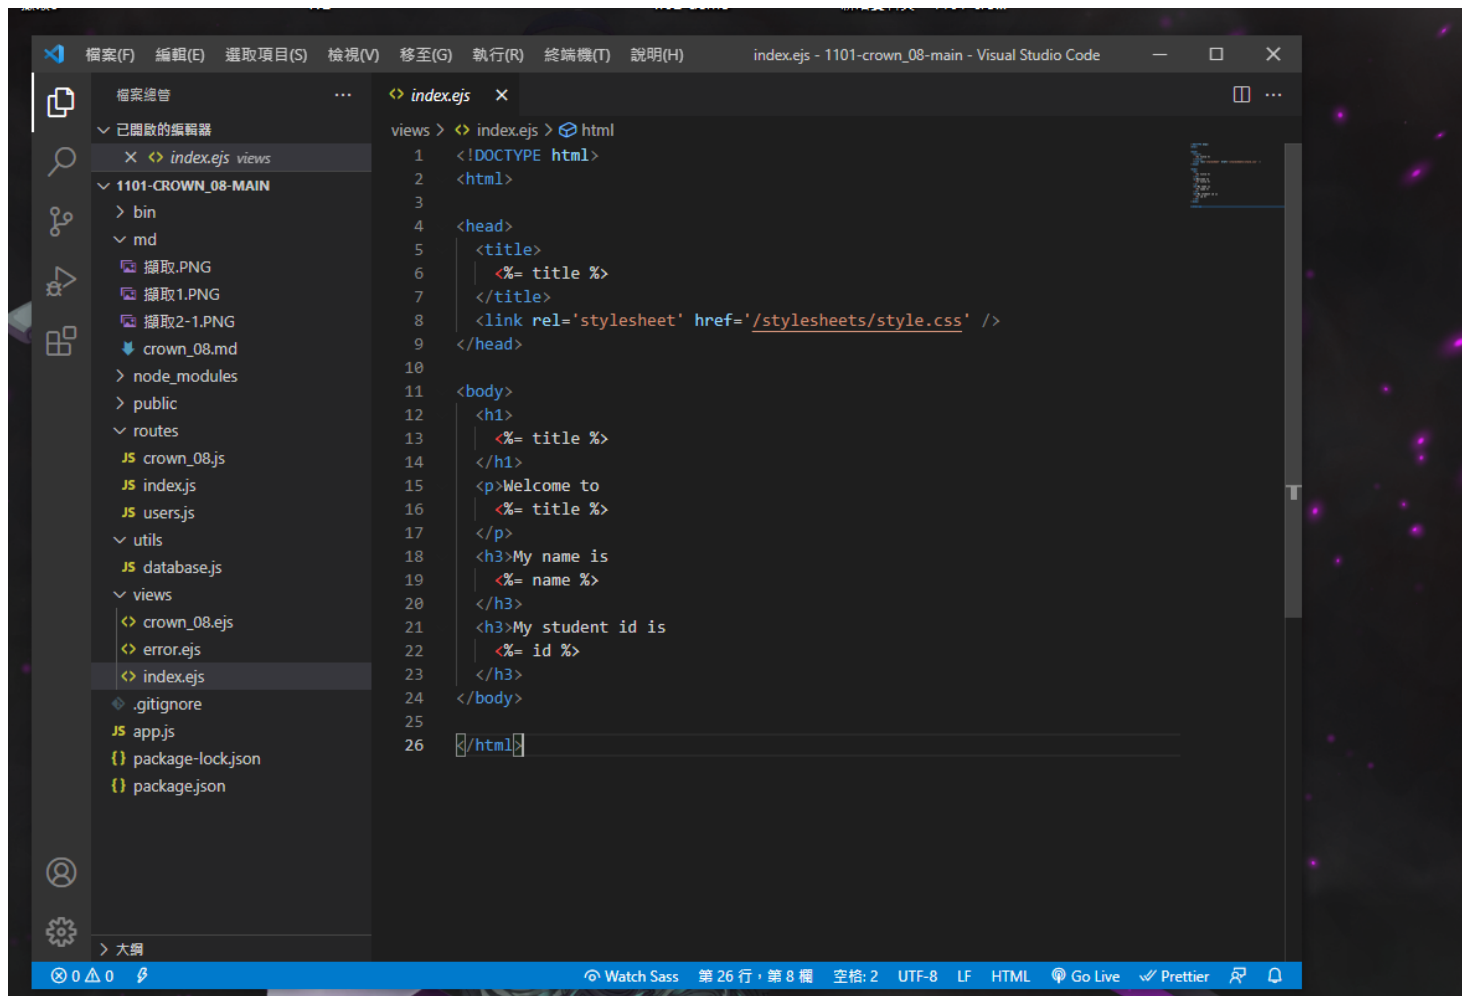 檔案(F) 編輯(E) 選取項目(S) 檢視(V) 移至(G) 執行(R) 終端機(T) 說明(H) index.ejs - 1101-crown_08-main - Visual Studio Code
檔案總管
已開啟的編輯器
index.ejs views
1101-CROWN_08-MAIN
bin
md
擷取.PNG
擷取1.PNG
擷取2-1.PNG
crown_08.md
node_modules
public
routes
JS crown_08.js
JS index.js
JS users.js
utils
JS database.js
views
<> crown_08.ejs
<> error.ejs
<> index.ejs
.gitignore
JS app.js
{} package-lock.json
{} package.json
大綱
<> index.ejs
views > <> index.ejs > html
1 <!DOCTYPE html>
2 <html>
3
4 <head>
5 <title>
6 <%= title %>
7 </title>
8 <link rel='stylesheet' href='/stylesheets/style.css' />
9 </head>
10
11 <body>
12 <h1>
13 <%= title %>
14 </h1>
15 <p>Welcome to
16 <%= title %>
17 </p>
18 <h3>My name is
19 <%= name %>
20 </h3>
21 <h3>My student id is
22 <%= id %>
23 </h3>
24 </body>
25
26 </html>
0 0 Watch Sass 第 26 行，第 8 欄 空格: 2 UTF-8 LF HTML Go Live Prettier